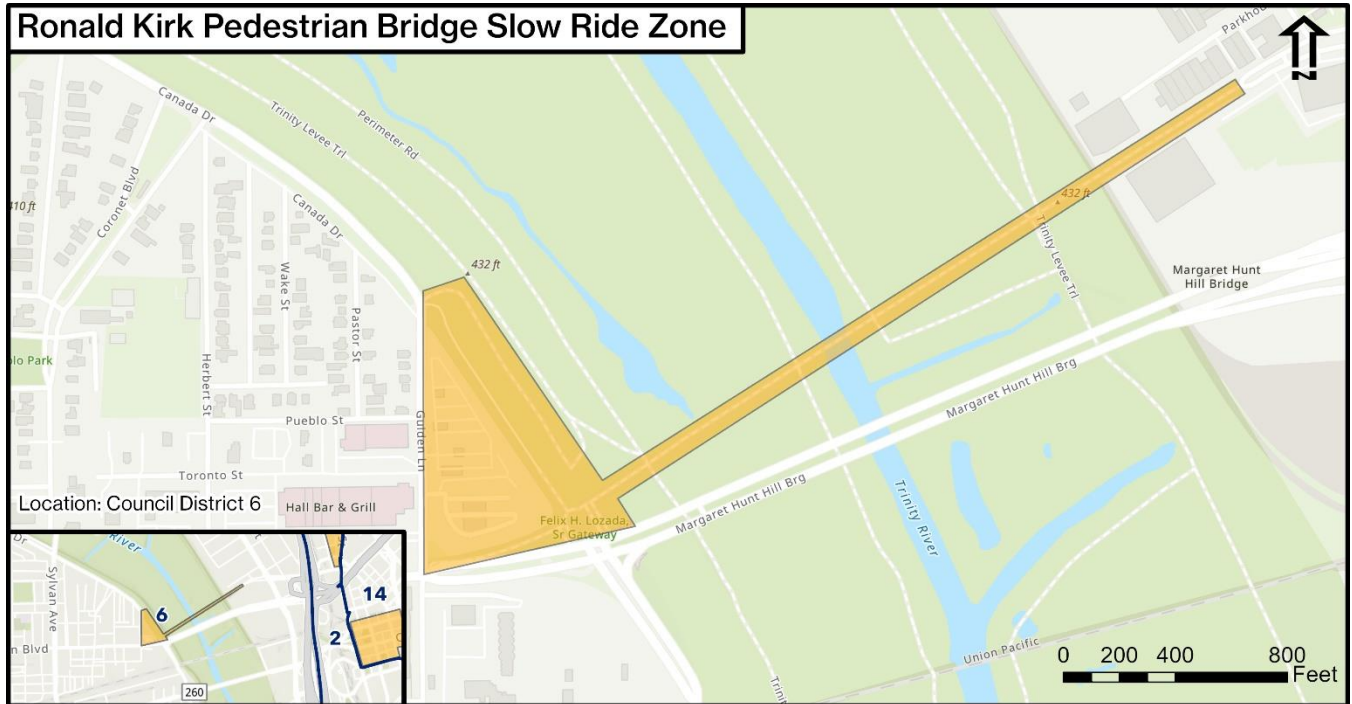 Ronald Kirk Pedestrian Bridge Slow Ride Zone
N
Parkhou
Canada Dr
Trinity Levee Trl
Perimeter Rd
Coronet Blvd
410 ft
Canada Dr
432 ft
432 ft
Wake St
Pastor St
Trinity Levee Trl
Margaret Hunt
Hill Bridge
blo Park
Herbert St
Pueblo St
Gulden Ln
Margaret Hunt Hill Brg
Toronto St
Location: Council District 6
Hall Bar & Grill
Felix H. Lozada,
Sr Gateway
Margaret Hunt Hill Brg
Trinity River
Dr
River
Sylvan Ave
6
14
2
n Blvd
260
Trinit
Union Pacific
0 200 400 800
Feet